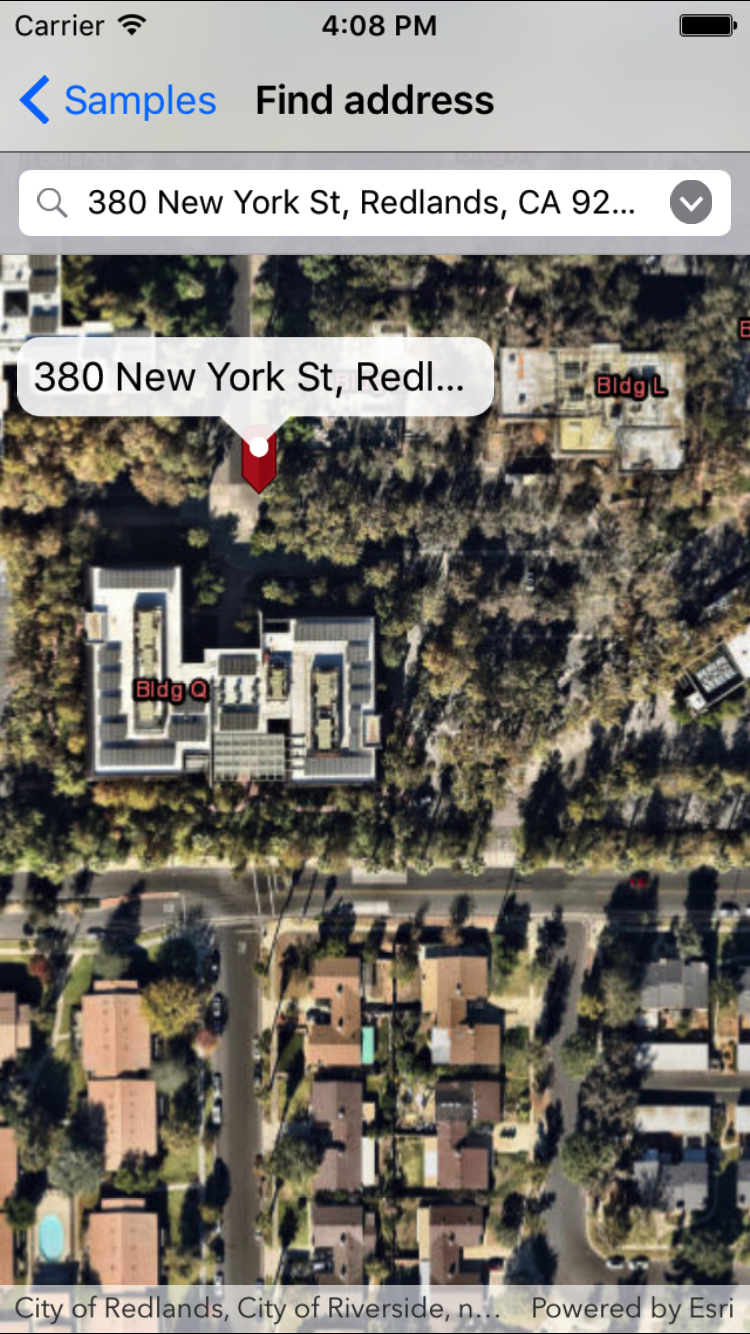 Carrier 4:08 PM
Samples Find address
380 New York St, Redlands, CA 92...
380 New York St, Redl...
Bldg L
Bldg Q
City of Redlands, City of Riverside, n... Powered by Esri